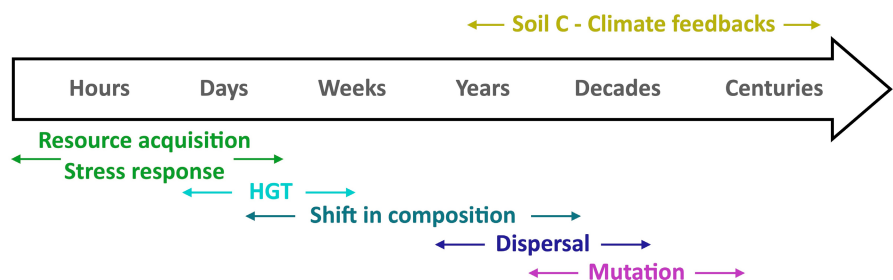 Soil C - Climate feedbacks
Hours Days Weeks Years Decades Centuries
Resource acquisition
Stress response
HGT
Shift in composition
Dispersal
Mutation